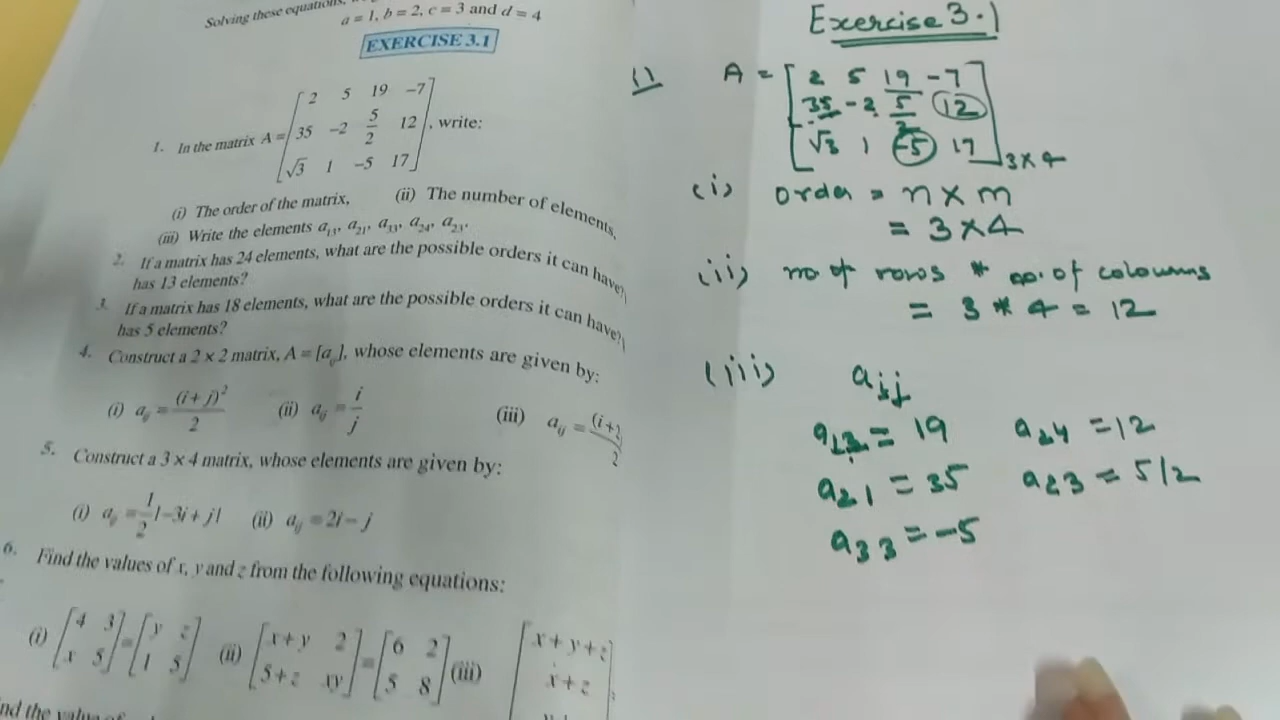 Solving these equations,
a = 1, b = 2, c = 3 and d = 4
EXERCISE 3.1
1. In the matrix A = [2 5 19 −7
35 −2 5/2 12
√3 1 −5 17], write:
(i) The order of the matrix, (ii) The number of elements,
(iii) Write the elements a₁₃, a₂₁, a₃₃, a₂₄, a₂₃.
2. If a matrix has 24 elements, what are the possible orders it can have?
has 13 elements?
3. If a matrix has 18 elements, what are the possible orders it can have?
has 5 elements?
4. Construct a 2 × 2 matrix, A = [aᵢⱼ], whose elements are given by:
(i) aᵢⱼ = (i + j)²/2 (ii) aᵢⱼ = i/j (iii) aᵢⱼ = (i + 2/2
5. Construct a 3 × 4 matrix, whose elements are given by:
(i) aᵢⱼ = 1/2 |−3i + j| (ii) aᵢⱼ = 2i − j
6. Find the values of x, y and z from the following equations:
(i) [4 3
x 5] = [y z
1 5] (ii) [x + y 2
5 + z xy] = [6 2
5 8] (iii) [x + y + z
x + z
Exercise 3.1
1) A = [2 5 19 −7
35 −2 5/2 12
√3 1 −5 17] 3×4
(i) order = n × m
= 3 × 4
(ii) no of rows * no. of coloumns
= 3 * 4 = 12
(iii) aᵢⱼ
a₁₃ = 19 a₂₄ = 12
a₂₁ = 35 a₂₃ = 5/2
a₃₃ = −5